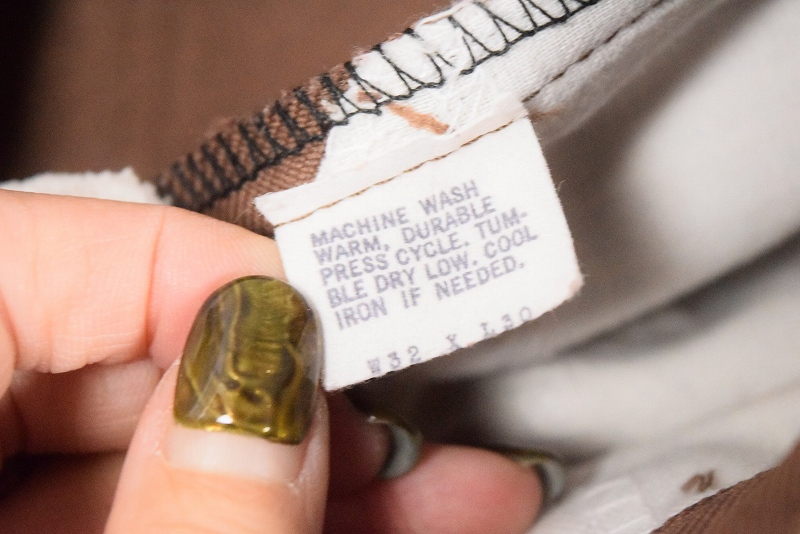 MACHINE WASH
WARM, DURABLE
PRESS CYCLE. TUM-
BLE DRY LOW. COOL
IRON IF NEEDED.
W32 X L30